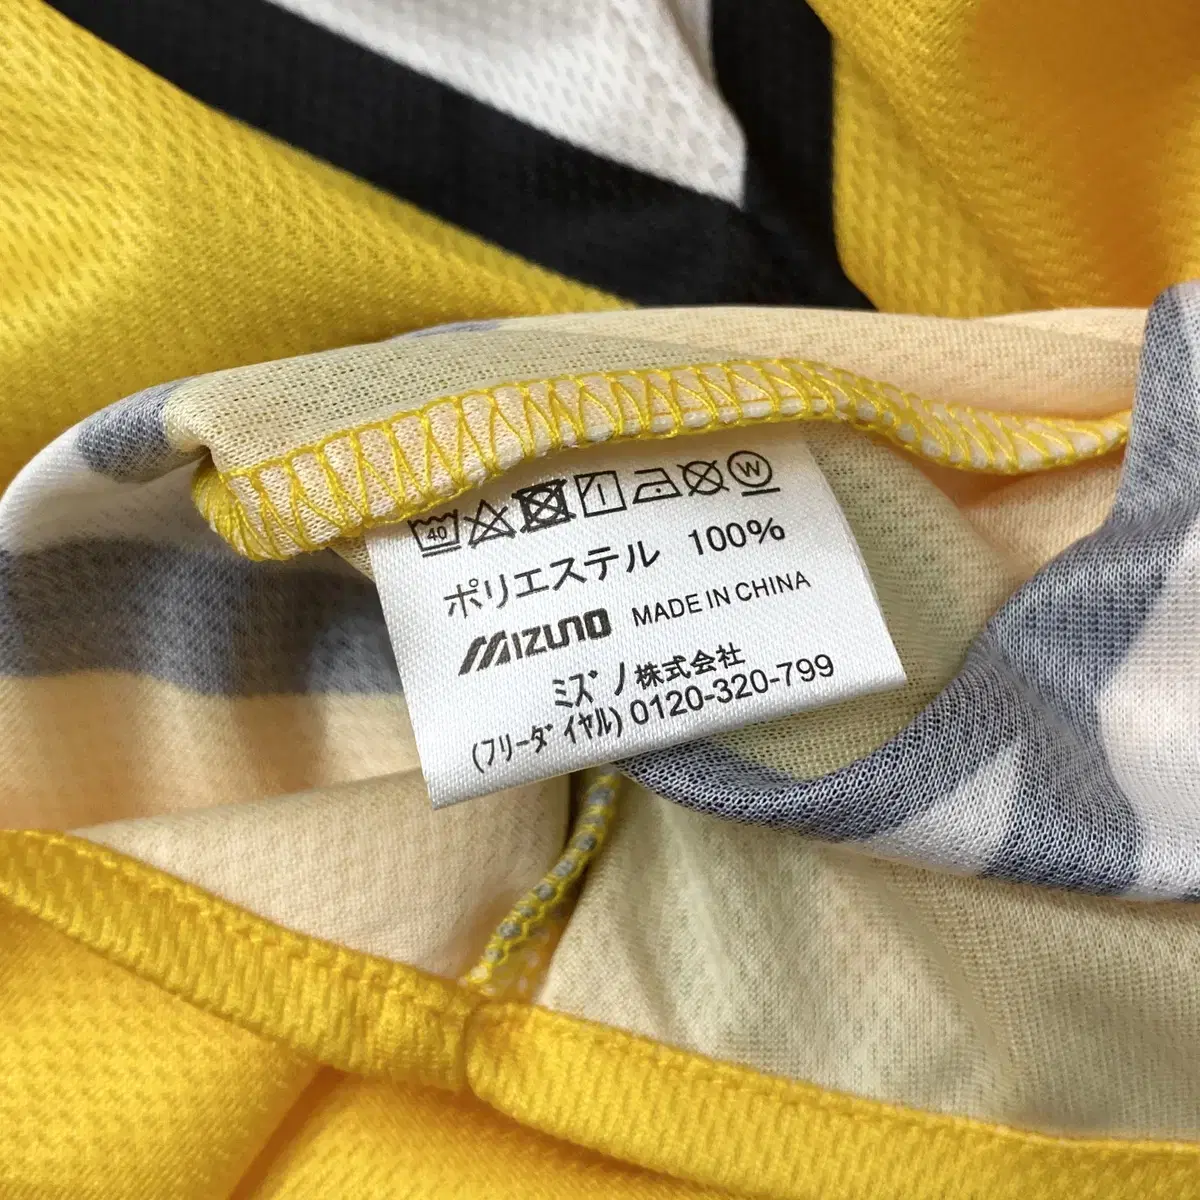 40 W
ポリエステル 100%
MIZUNO MADE IN CHINA
ミズノ株式会社
(フリーダイヤル) 0120-320-799